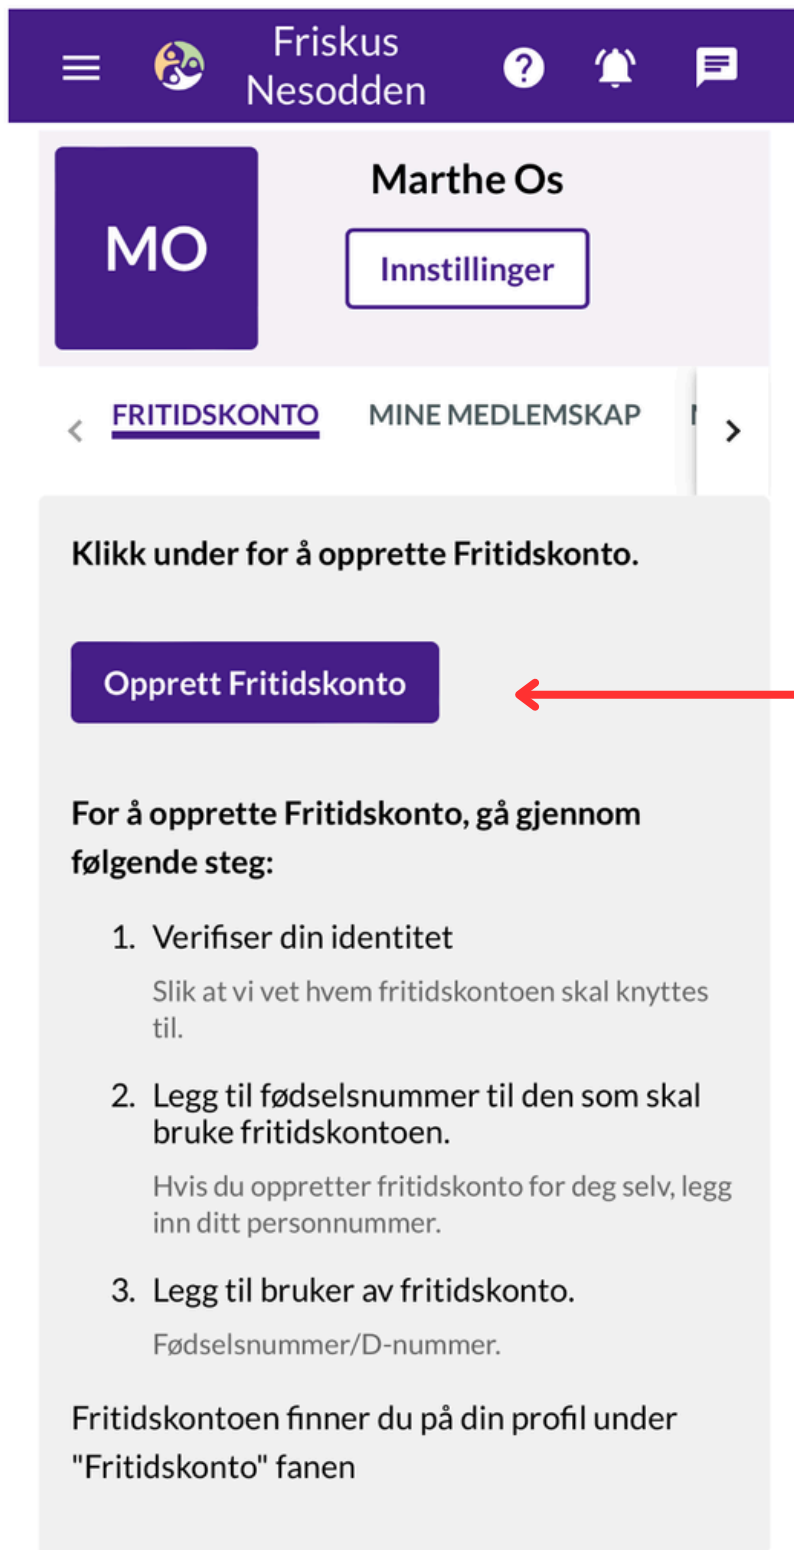 Friskus
Nesodden
MO
Marthe Os
Innstillinger
FRITIDSKONTO
MINE MEDLEMSKAP
Klikk under for å opprette Fritidskonto.
Opprett Fritidskonto
For å opprette Fritidskonto, gå gjennom
følgende steg:
1. Verifiser din identitet
Slik at vi vet hvem fritidskontoen skal knyttes
til.
2. Legg til fødselsnummer til den som skal
bruke fritidskontoen.
Hvis du oppretter fritidskonto for deg selv, legg
inn ditt personnummer.
3. Legg til bruker av fritidskonto.
Fødselsnummer/D-nummer.
Fritidskontoen finner du på din profil under
"Fritidskonto" fanen